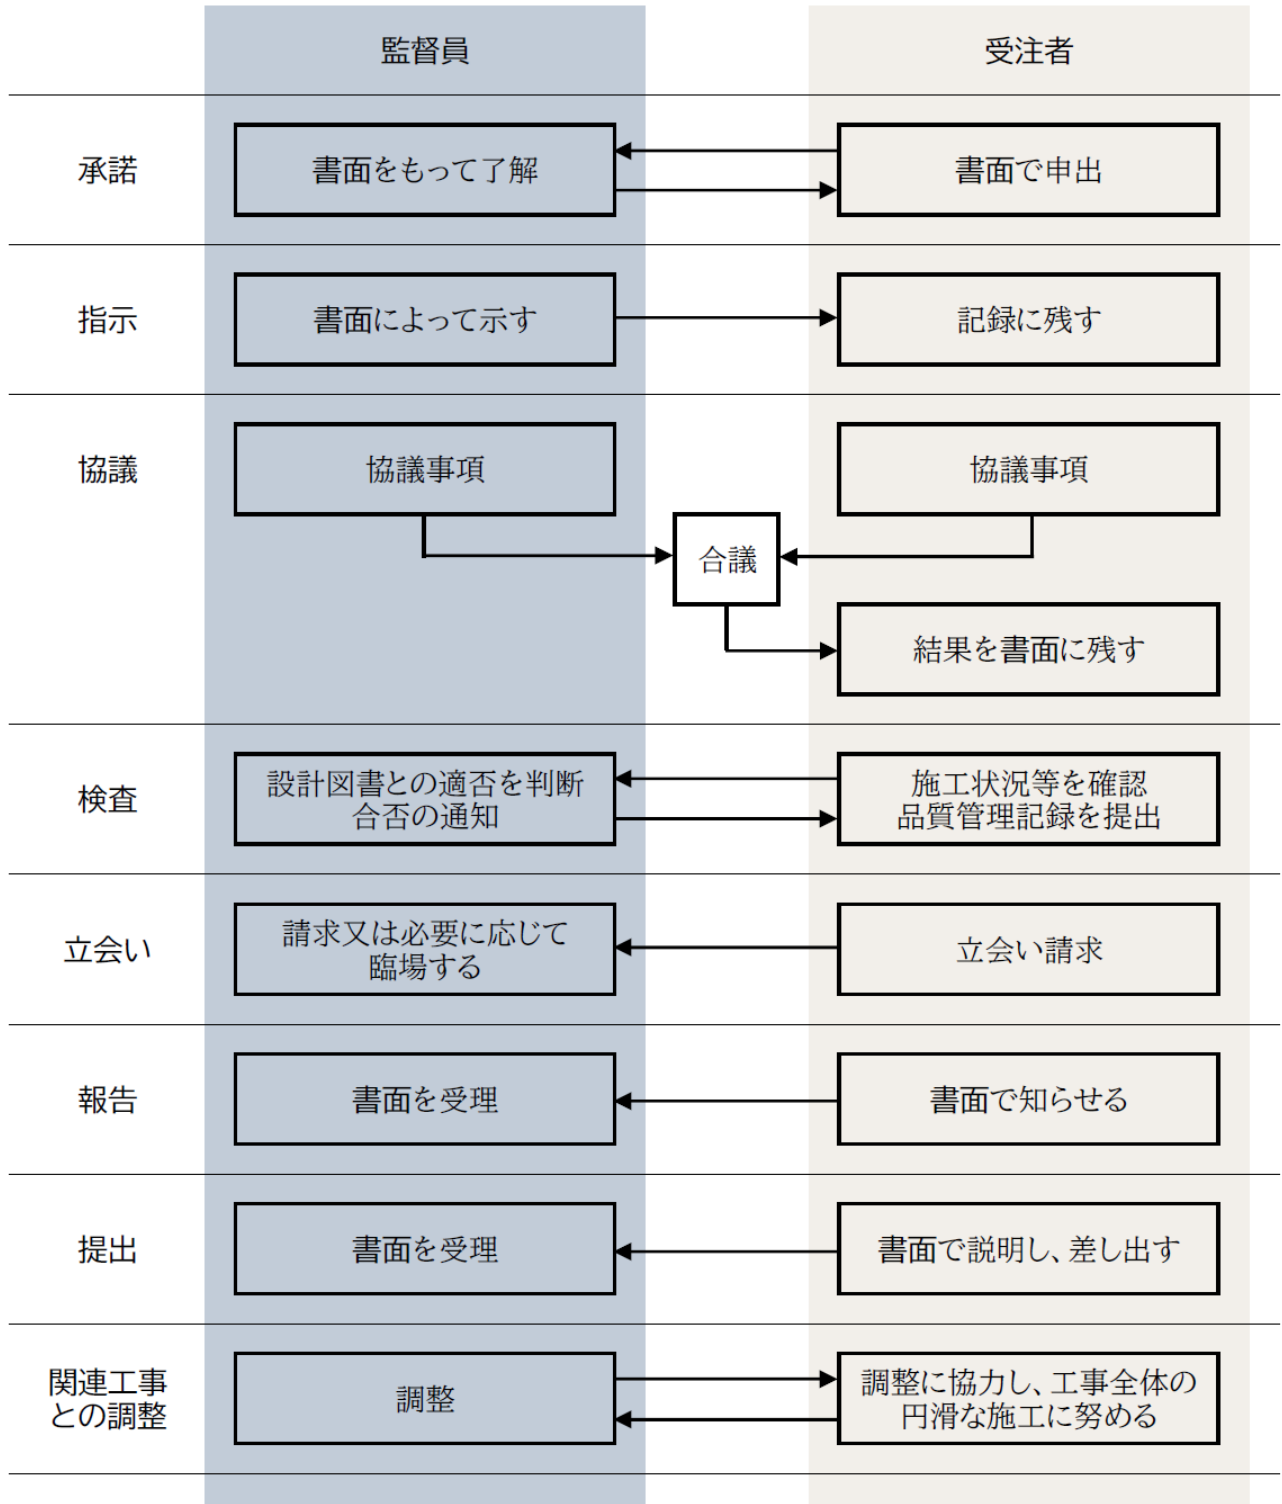 監督員
受注者
承諾
書面をもって了解
書面で申出
指示
書面によって示す
記録に残す
協議
協議事項
協議事項
合議
結果を書面に残す
検査
設計図書との適否を判断
合否の通知
施工状況等を確認
品質管理記録を提出
立会い
請求又は必要に応じて
臨場する
立会い請求
報告
書面を受理
書面で知らせる
提出
書面を受理
書面で説明し、差し出す
関連工事
との調整
調整
調整に協力し、工事全体の
円滑な施工に努める